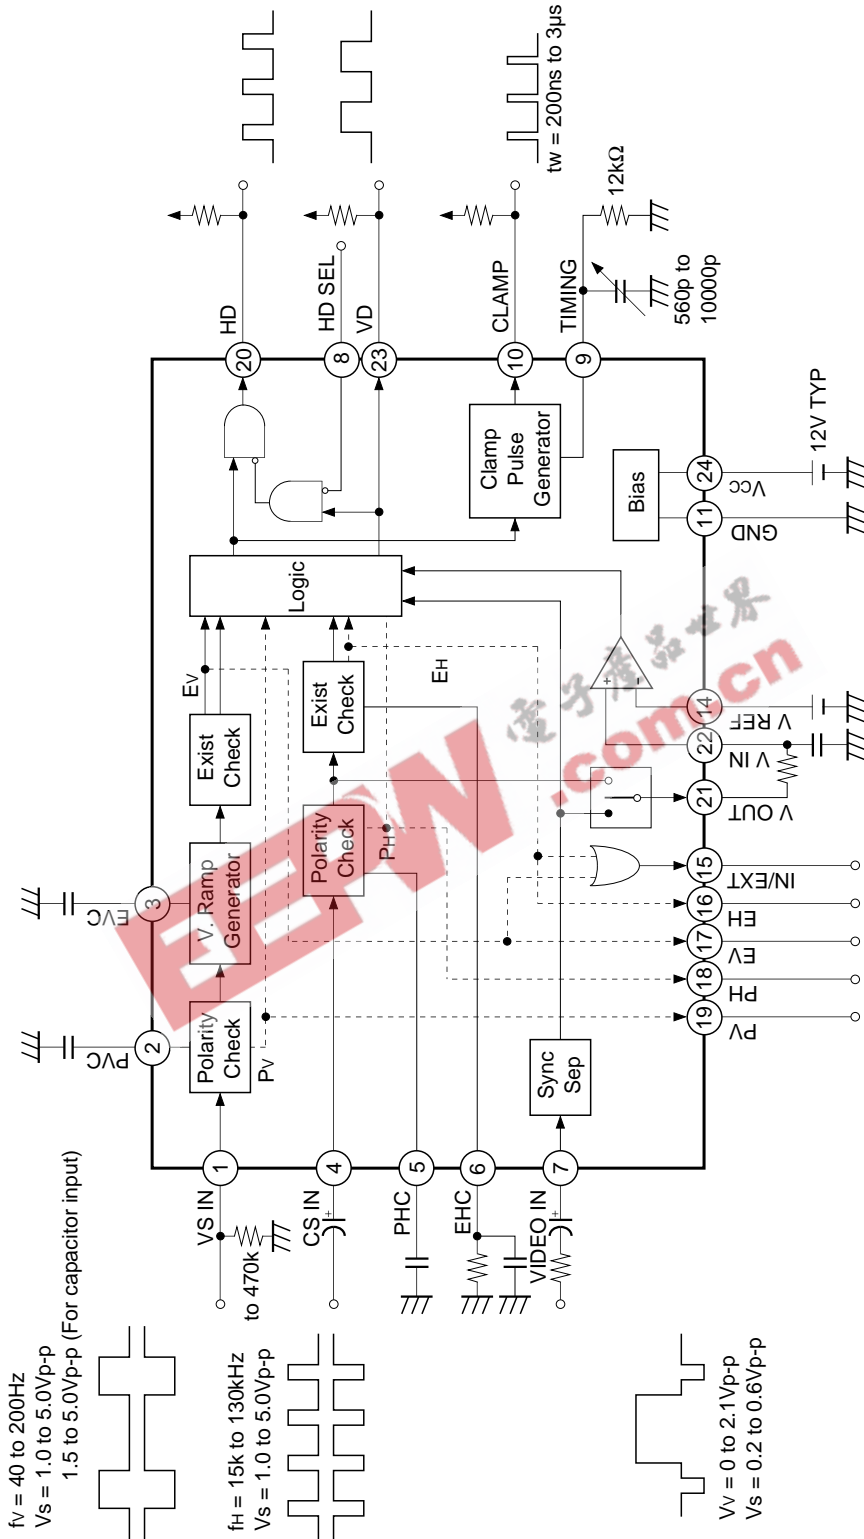 fV = 40 to 200Hz
Vs = 1.0 to 5.0Vp-p
1.5 to 5.0Vp-p (For capacitor input)
fH = 15k to 130kHz
Vs = 1.0 to 5.0Vp-p
VV = 0 to 2.1Vp-p
Vs = 0.2 to 0.6Vp-p
VS IN
to 470k
CS IN
PHC
EHC
VIDEO IN
1
4
5
6
7
PVC
2
EVC
3
Polarity
Check
PV
V. Ramp
Generator
Exist
Check
EV
Polarity
Check
PH
Exist
Check
EH
Sync
Sep
Logic
Clamp
Pulse
Generator
Bias
20
8
23
10
9
HD
HD SEL
VD
CLAMP
TIMING
tw = 200ns to 3µs
12kΩ
560p to
10000p
19
18
17
16
15
21
22
14
11
24
PV
PH
EV
EH
IN/EXT
V OUT
V IN
V REF
GND
VCC
12V TYP
+
−
+
+
EEPW
.com.cn
電子產品世界